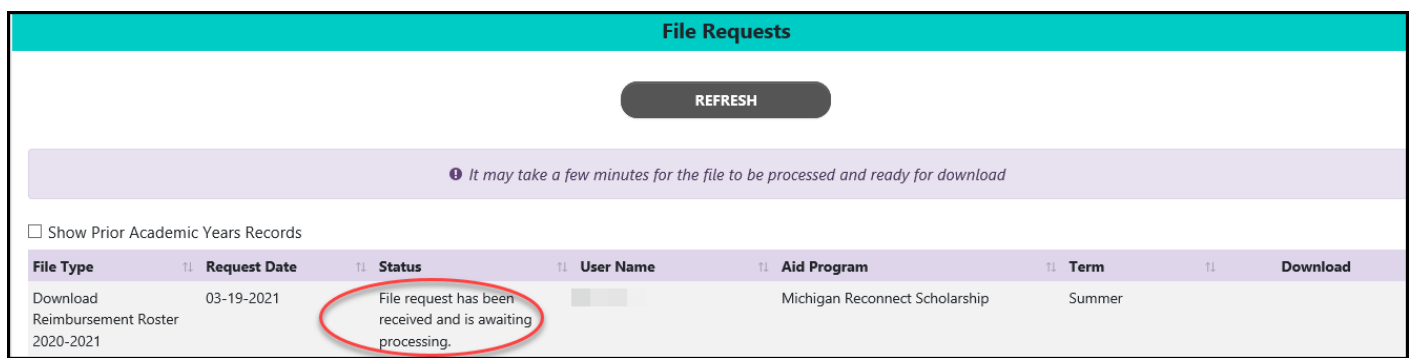 File Requests
REFRESH
It may take a few minutes for the file to be processed and ready for download
Show Prior Academic Years Records
File Type Request Date Status User Name Aid Program Term Download
Download 03-19-2021 File request has been Michigan Reconnect Scholarship Summer
Reimbursement Roster received and is awaiting
2020-2021 processing.